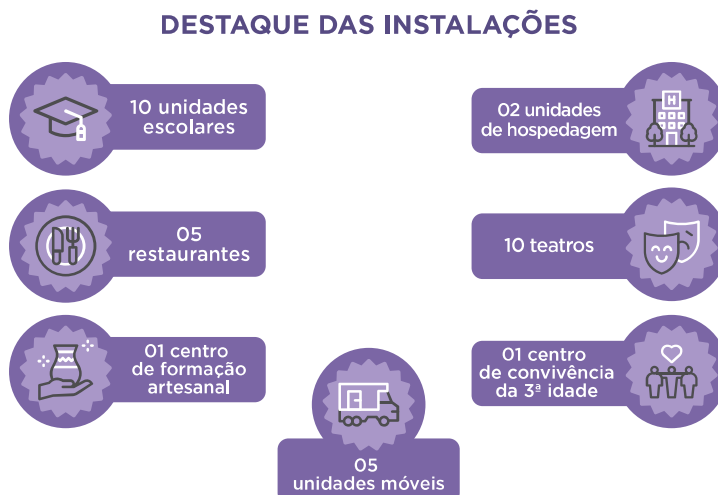 DESTAQUE DAS INSTALAÇÕES
10 unidades
escolares
02 unidades
de hospedagem
H
05
restaurantes
10 teatros
01 centro
de formação
artesanal
01 centro
de convivência
da 3ª idade
05
unidades móveis